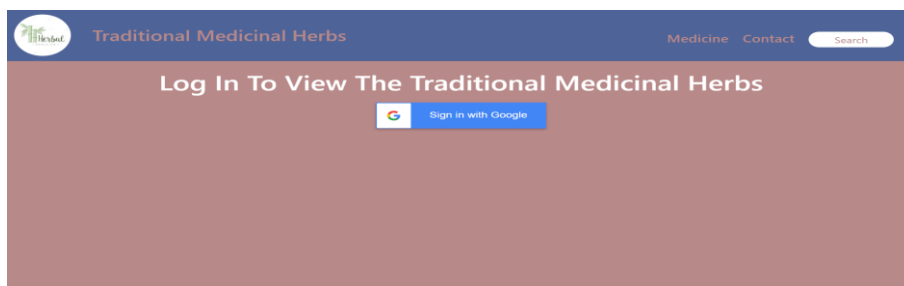 Herbal
Traditional Medicinal Herbs
Medicine Contact Search
Log In To View The Traditional Medicinal Herbs
G Sign in with Google